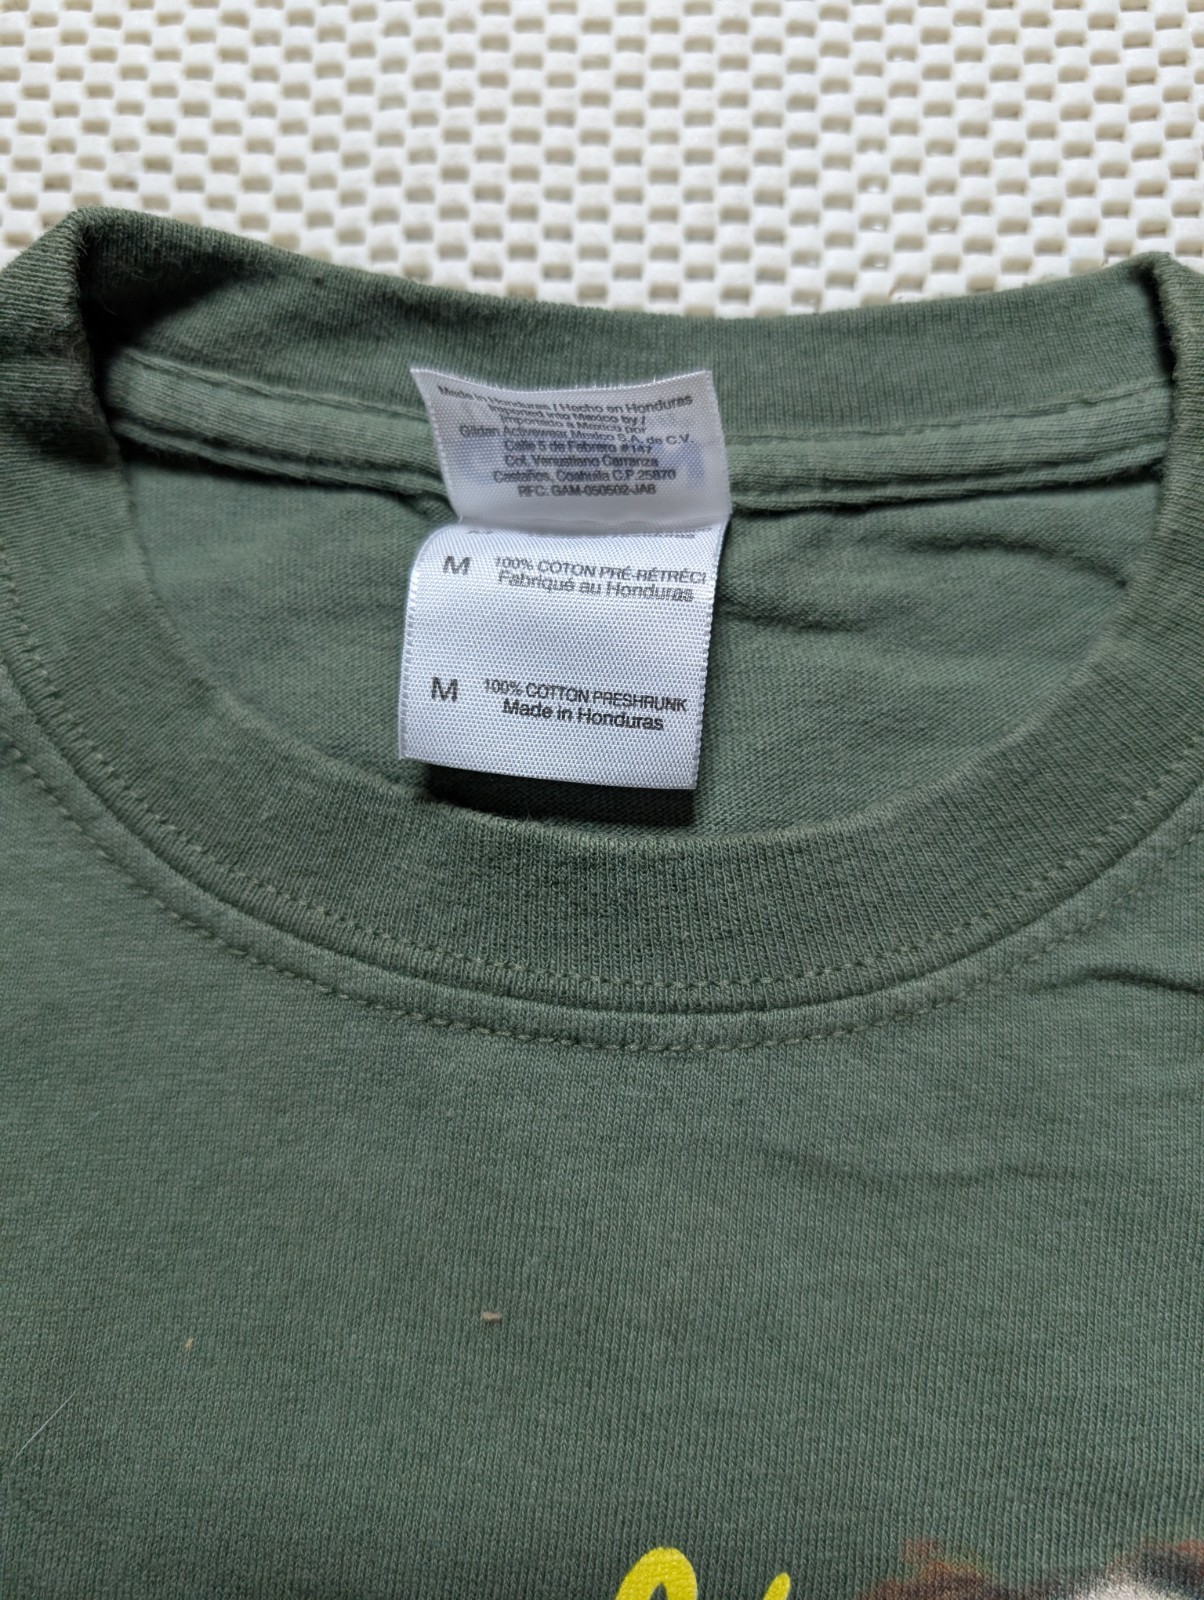 Made in Honduras / Hecho en Honduras
Imported into Mexico by /
Importado a Mexico por
Gildan Activewear Mexico S.A. de C.V.
Calle 5 de Febrero #147
Col. Venustiano Carranza
Castaños, Coahuila C.P. 25870
RFC: GAM-050502-JA8
M 100% COTON PRÉ-RÉTRÉCI
Fabriqué au Honduras
M 100% COTTON PRESHRUNK
Made in Honduras